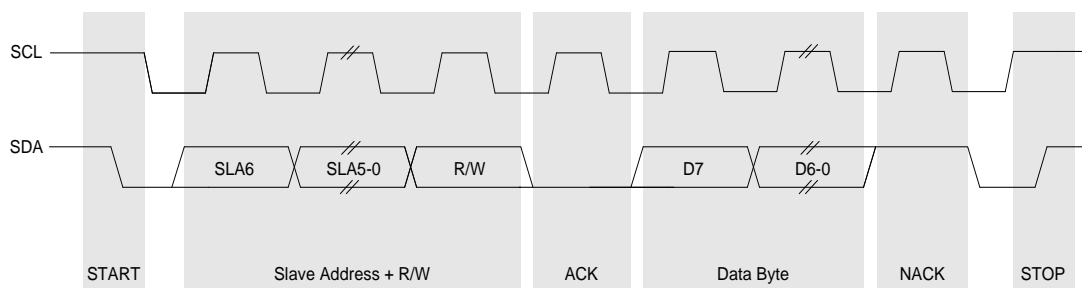 SCL
SDA
SLA6 SLA5-0 R/W D7 D6-0
START Slave Address + R/W ACK Data Byte NACK STOP